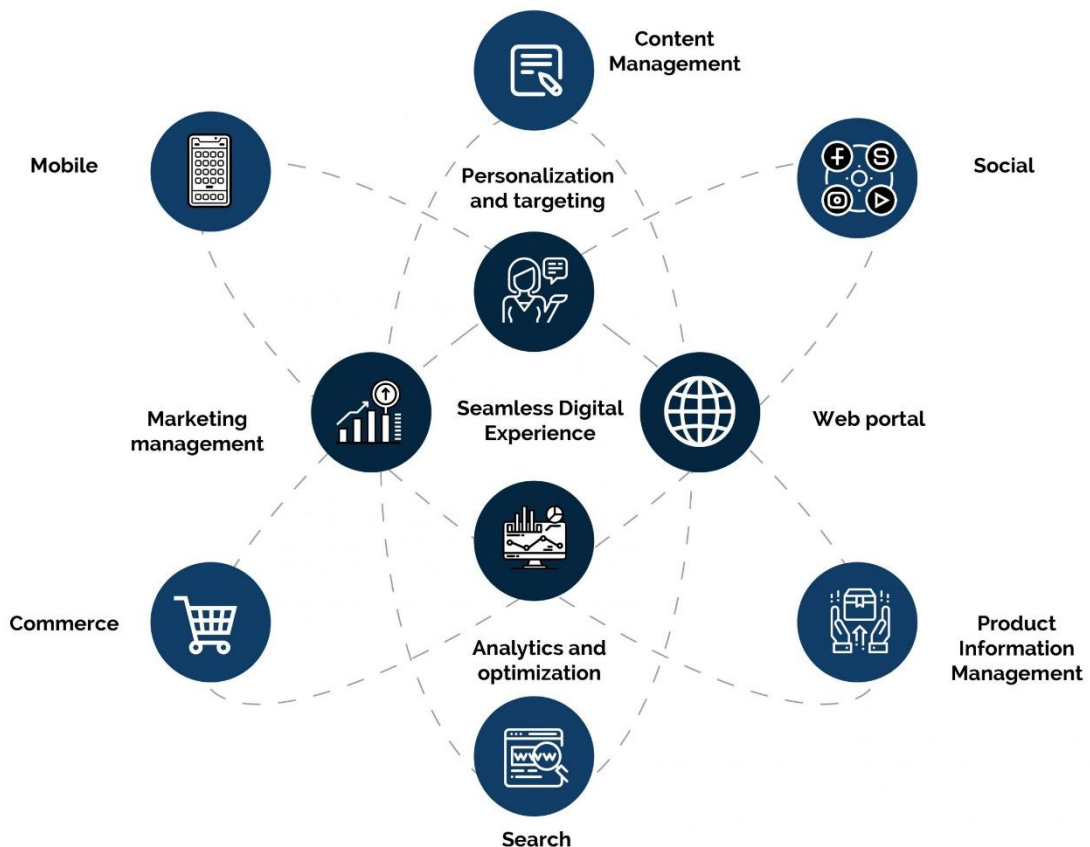 Content
Management
Mobile
Social
Personalization
and targeting
Marketing
management
Seamless Digital
Experience
Web portal
Commerce
Analytics and
optimization
Product
Information
Management
www
Search